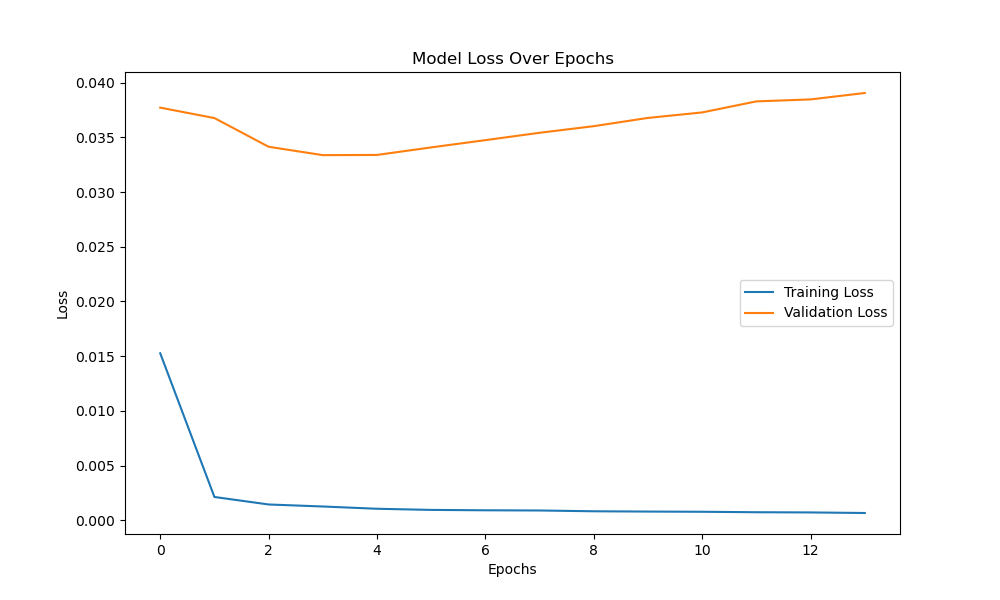 Model Loss Over Epochs
0.040
0.035
0.030
0.025
0.020
0.015
0.010
0.005
0.000
Loss
Training Loss
Validation Loss
0 2 4 6 8 10 12
Epochs